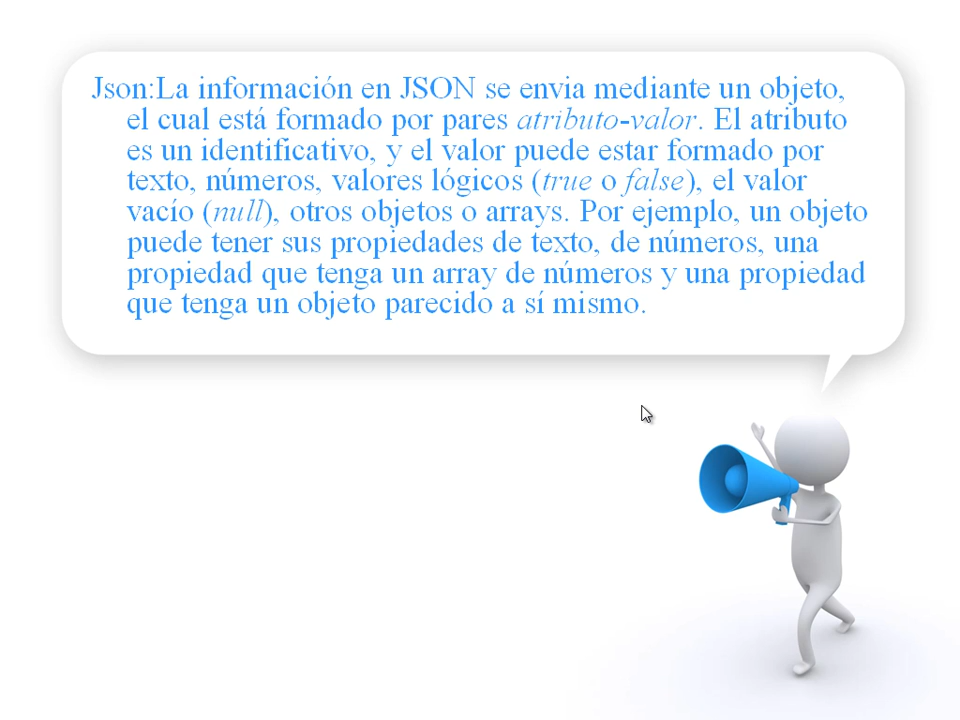 Json:La información en JSON se envia mediante un objeto,
el cual está formado por pares atributo-valor. El atributo
es un identificativo, y el valor puede estar formado por
texto, números, valores lógicos (true o false), el valor
vacío (null), otros objetos o arrays. Por ejemplo, un objeto
puede tener sus propiedades de texto, de números, una
propiedad que tenga un array de números y una propiedad
que tenga un objeto parecido a sí mismo.